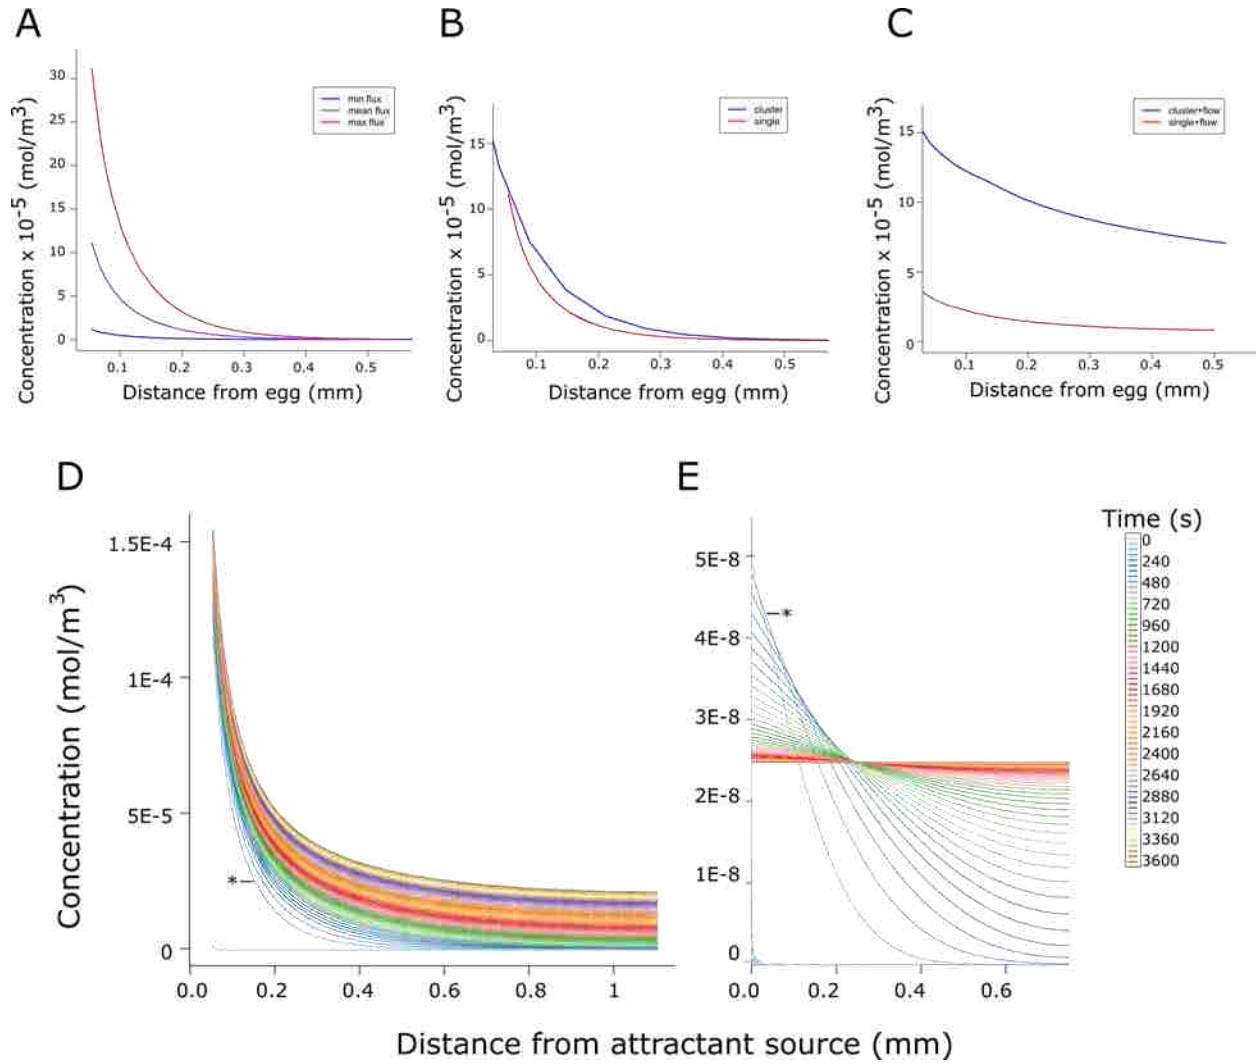 A
Concentration x 10⁻⁵ (mol/m³)
30
25
20
15
10
5
0
0.1
0.2
0.3
0.4
0.5
Distance from egg (mm)
min flux
mean flux
max flux
B
Concentration x 10⁻⁵ (mol/m³)
15
10
5
0
0.1
0.2
0.3
0.4
0.5
Distance from egg (mm)
cluster
single
C
Concentration x 10⁻⁵ (mol/m³)
15
10
5
0
0.1
0.2
0.3
0.4
0.5
Distance from egg (mm)
cluster+flow
single+flow
D
Concentration (mol/m³)
1.5E-4
1E-4
5E-5
0
*
0.0
0.2
0.4
0.6
0.8
1
E
5E-8
4E-8
3E-8
2E-8
1E-8
0
*
0.0
0.2
0.4
0.6
Time (s)
0
240
480
720
960
1200
1440
1680
1920
2160
2400
2640
2880
3120
3360
3600
Distance from attractant source (mm)